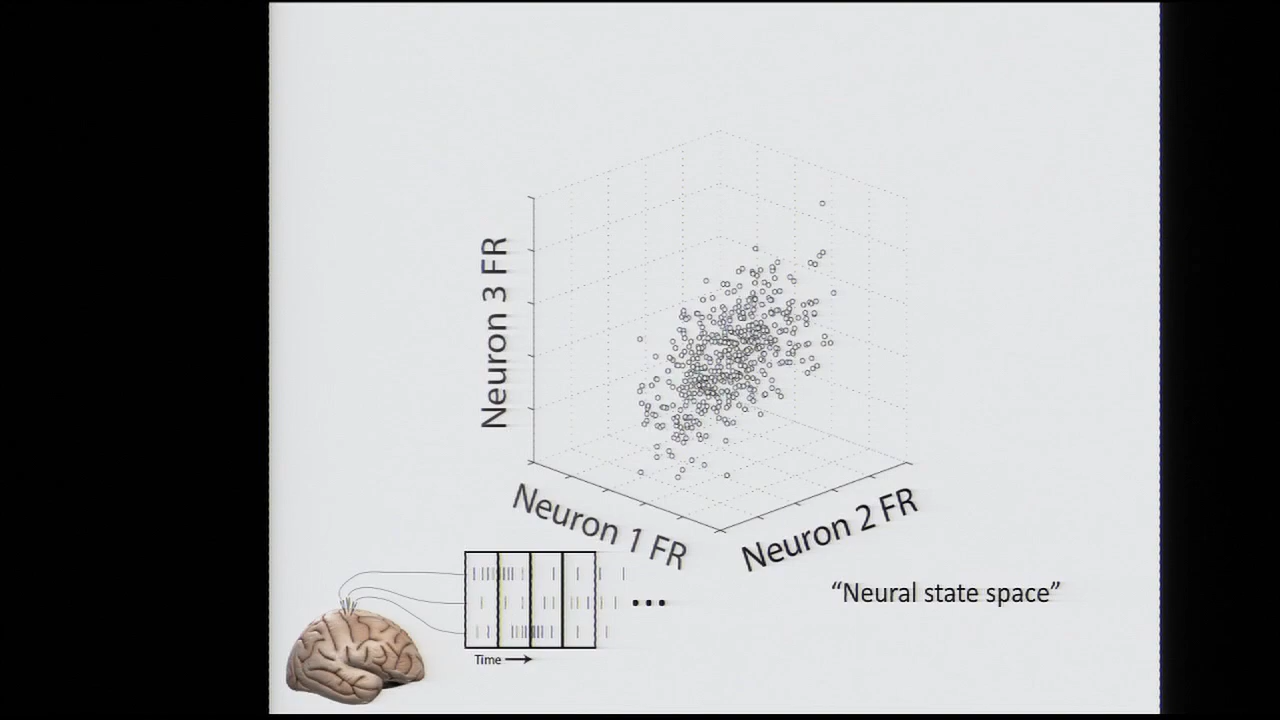 Neuron 3 FR
Neuron 1 FR
Neuron 2 FR
“Neural state space”
Time